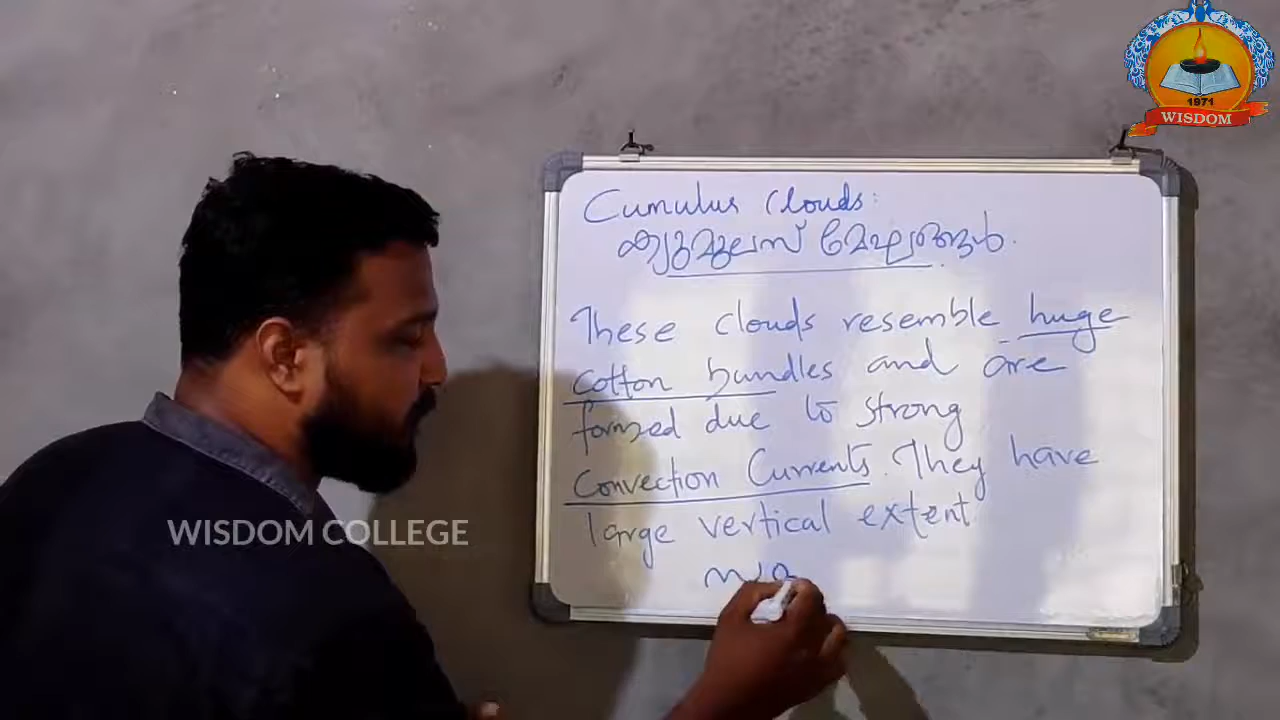 1971
WISDOM
Cumulus Clouds:
ക്യുമുലസ് മേഘങ്ങൾ.
These clouds resemble huge
cotton bundles and are
formed due to strong
Convection Currents. They have
large vertical extent
WISDOM COLLEGE